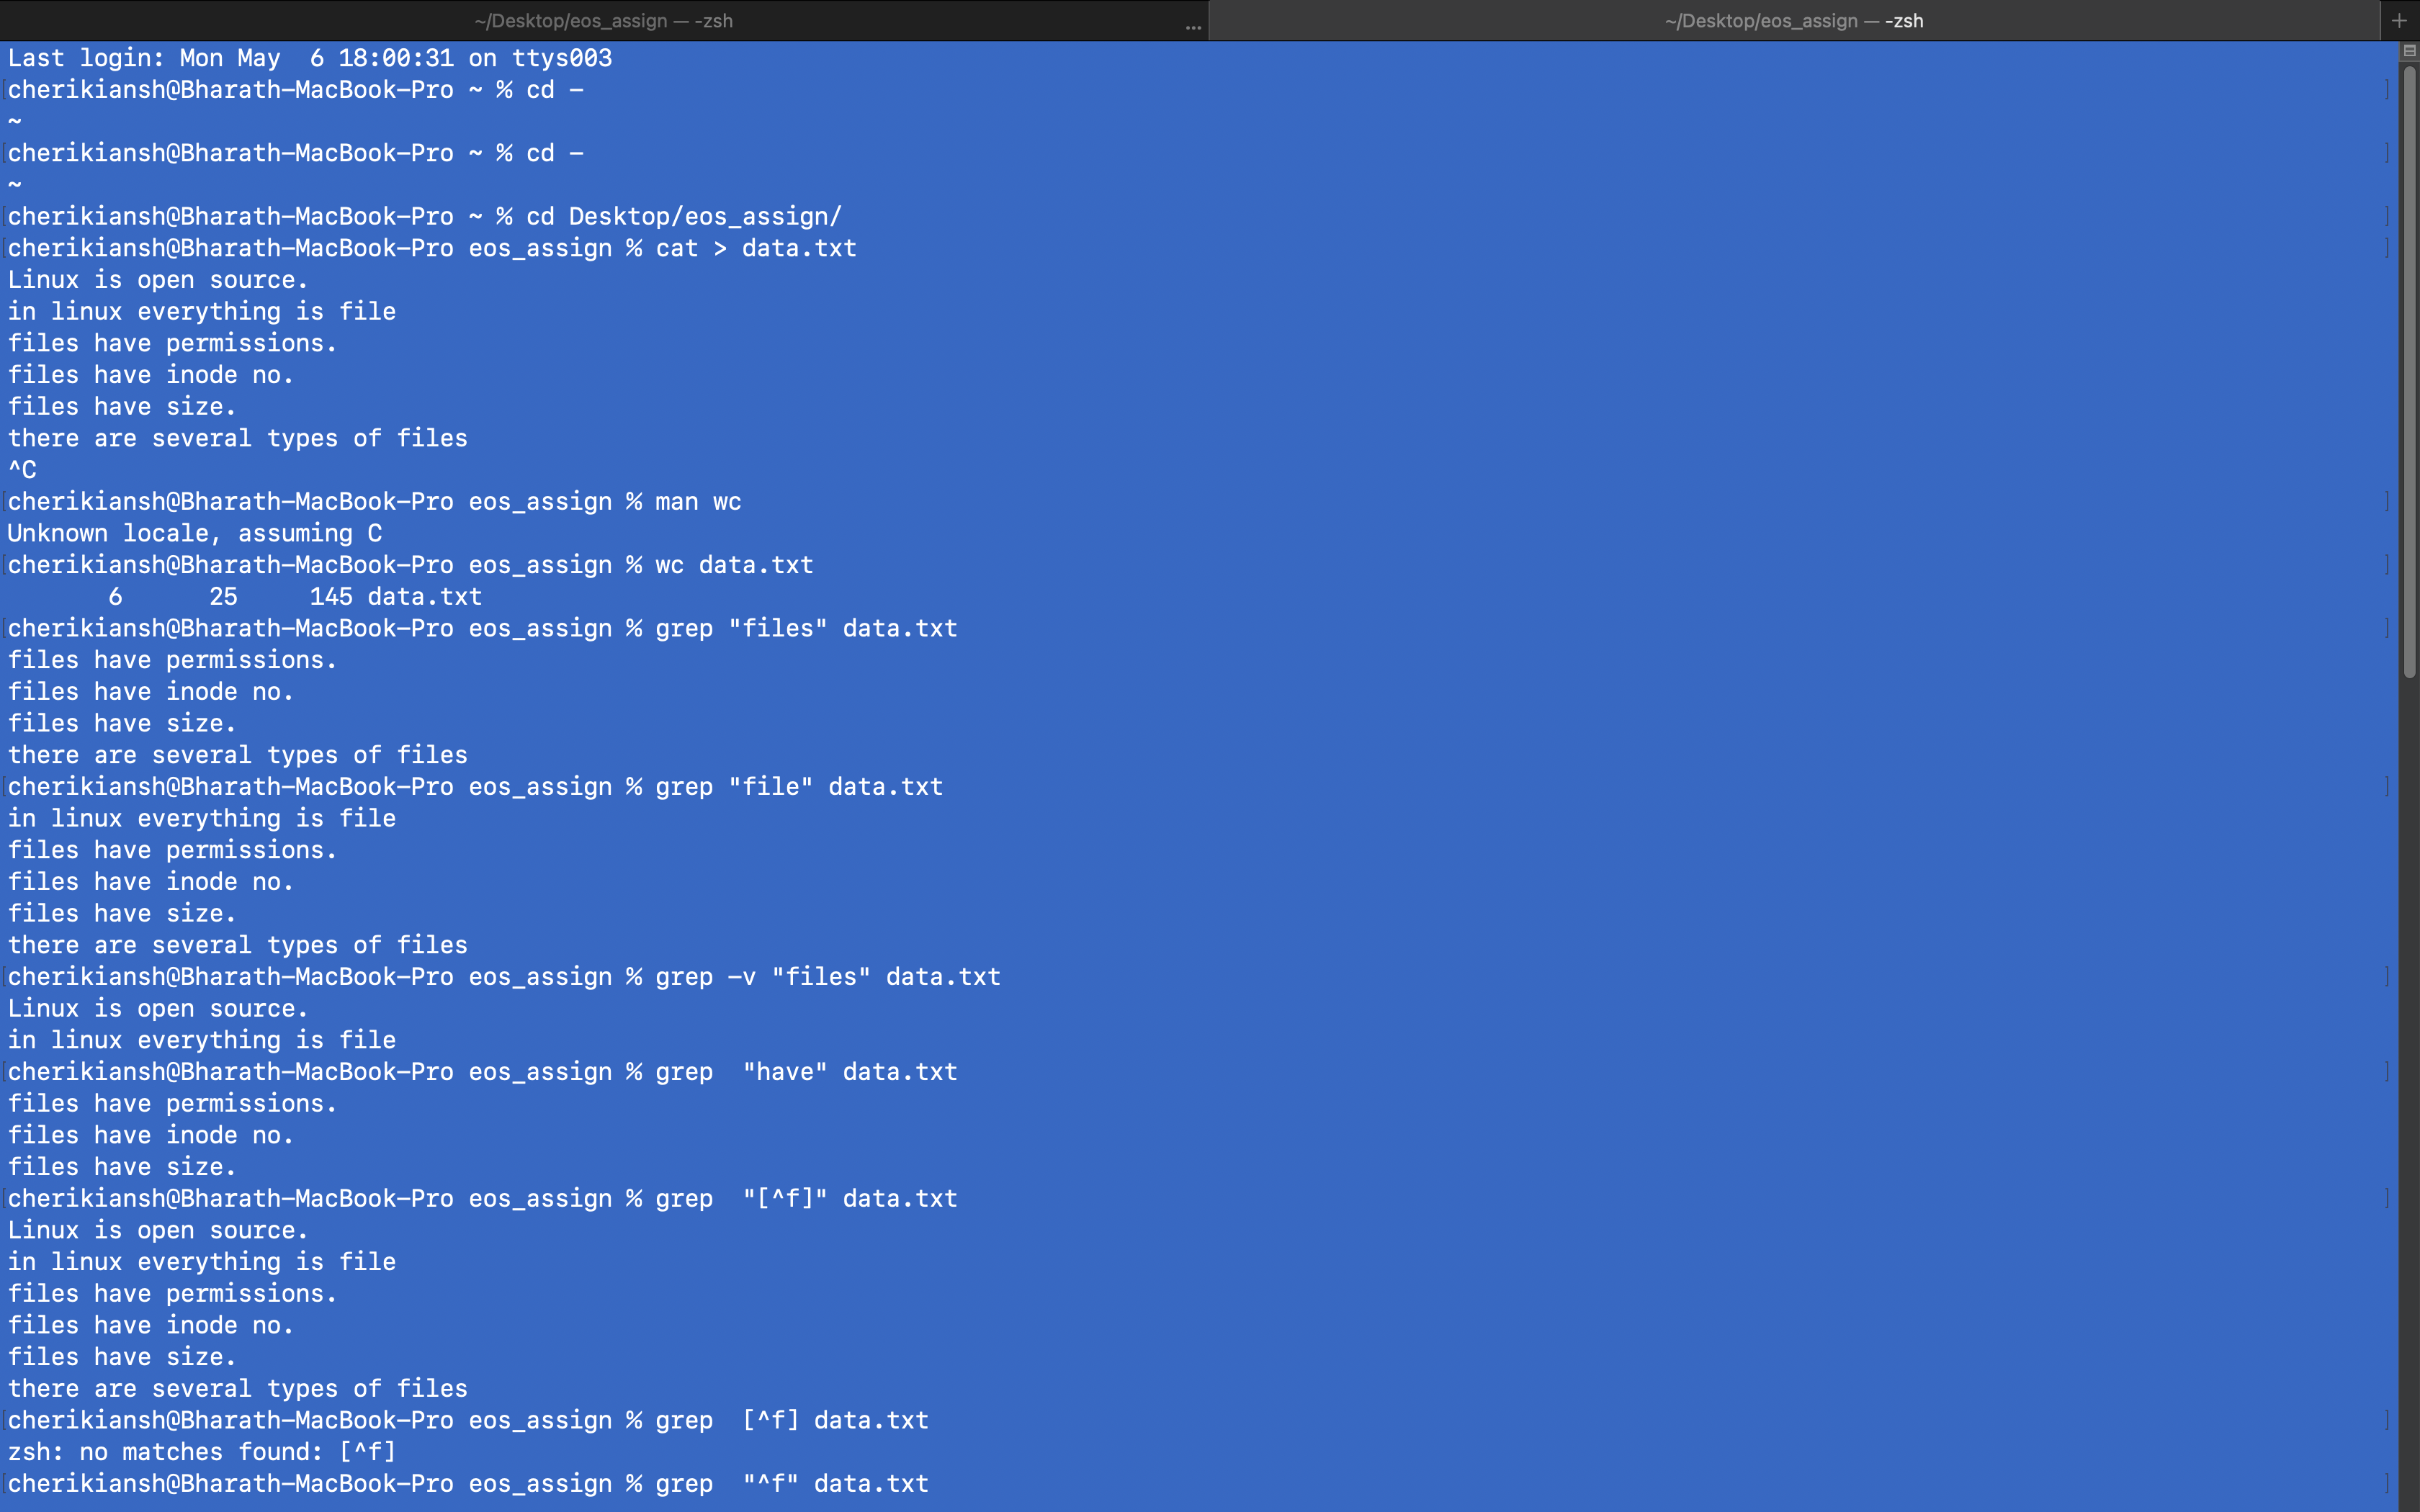 ~/Desktop/eos_assign — -zsh
...
~/Desktop/eos_assign — -zsh
+
Last login: Mon May  6 18:00:31 on ttys003
cherikiansh@Bharath-MacBook-Pro ~ % cd -
~
cherikiansh@Bharath-MacBook-Pro ~ % cd -
~
cherikiansh@Bharath-MacBook-Pro ~ % cd Desktop/eos_assign/
cherikiansh@Bharath-MacBook-Pro eos_assign % cat > data.txt
Linux is open source.
in linux everything is file
files have permissions.
files have inode no.
files have size.
there are several types of files
^C
cherikiansh@Bharath-MacBook-Pro eos_assign % man wc
Unknown locale, assuming C
cherikiansh@Bharath-MacBook-Pro eos_assign % wc data.txt
       6      25     145 data.txt
cherikiansh@Bharath-MacBook-Pro eos_assign % grep "files" data.txt
files have permissions.
files have inode no.
files have size.
there are several types of files
cherikiansh@Bharath-MacBook-Pro eos_assign % grep "file" data.txt
in linux everything is file
files have permissions.
files have inode no.
files have size.
there are several types of files
cherikiansh@Bharath-MacBook-Pro eos_assign % grep -v "files" data.txt
Linux is open source.
in linux everything is file
cherikiansh@Bharath-MacBook-Pro eos_assign % grep  "have" data.txt
files have permissions.
files have inode no.
files have size.
cherikiansh@Bharath-MacBook-Pro eos_assign % grep  "[^f]" data.txt
Linux is open source.
in linux everything is file
files have permissions.
files have inode no.
files have size.
there are several types of files
cherikiansh@Bharath-MacBook-Pro eos_assign % grep  [^f] data.txt
zsh: no matches found: [^f]
cherikiansh@Bharath-MacBook-Pro eos_assign % grep  "^f" data.txt